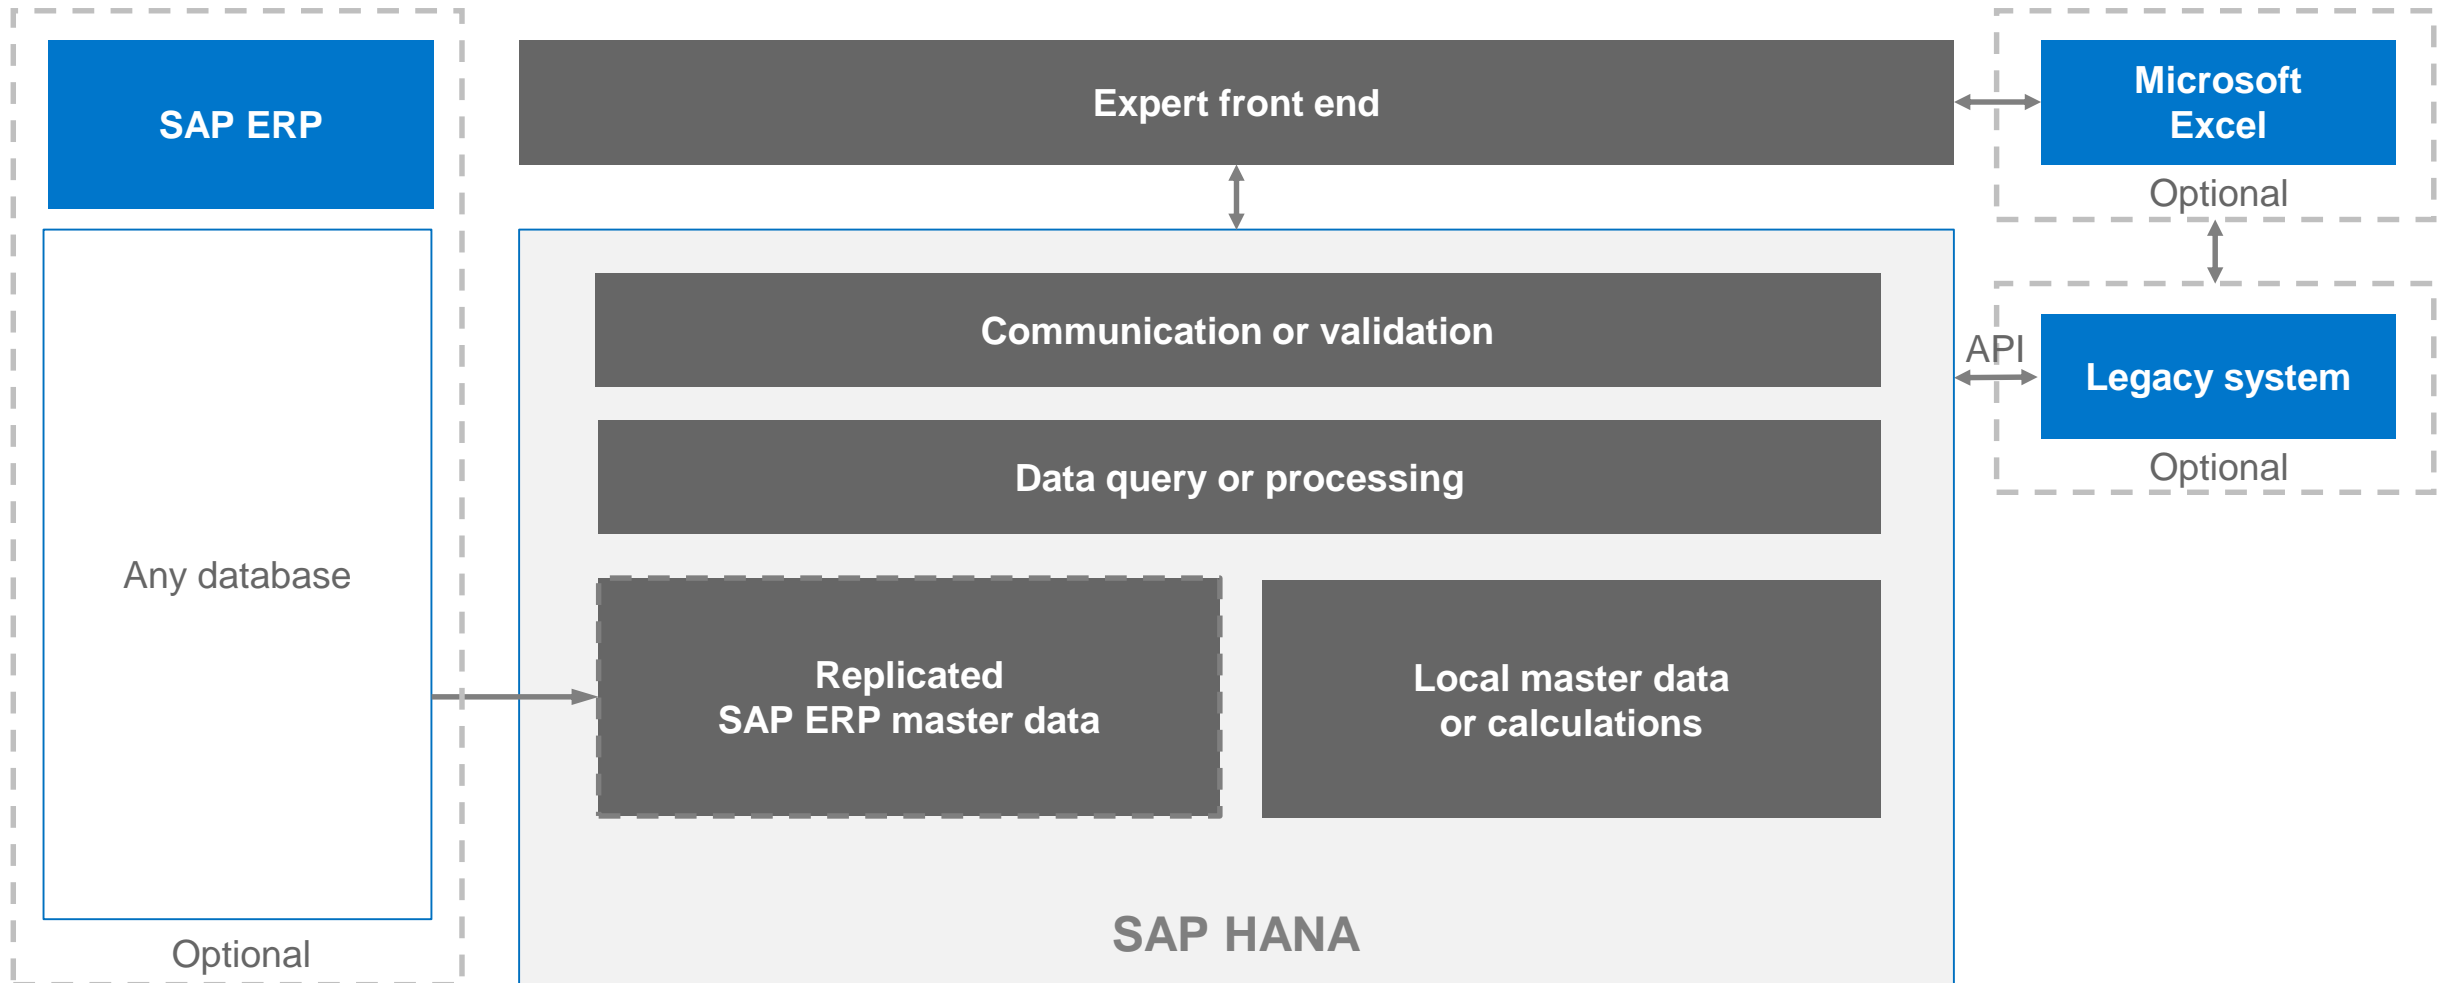 SAP ERP
Any database
Optional
Expert front end
Communication or validation
Data query or processing
Replicated
SAP ERP master data
Local master data
or calculations
SAP HANA
Microsoft
Excel
Optional
API
Legacy system
Optional